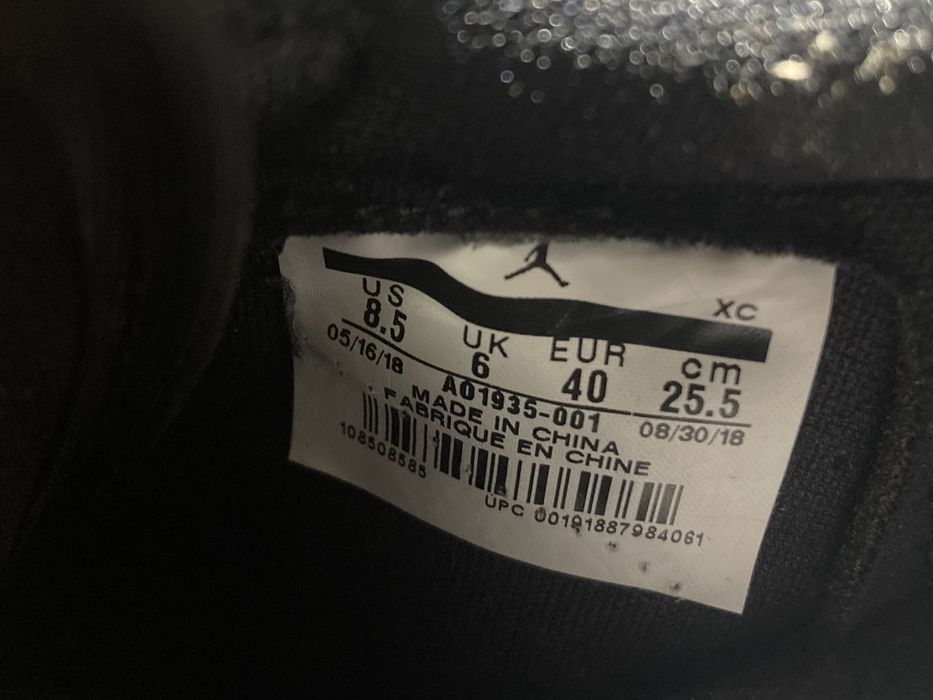 XC
US UK EUR cm
8.5 6 40 25.5
05/16/18 A01935-001 08/30/18
MADE IN CHINA
FABRIQUE EN CHINE
108508585
UPC 00191887984061